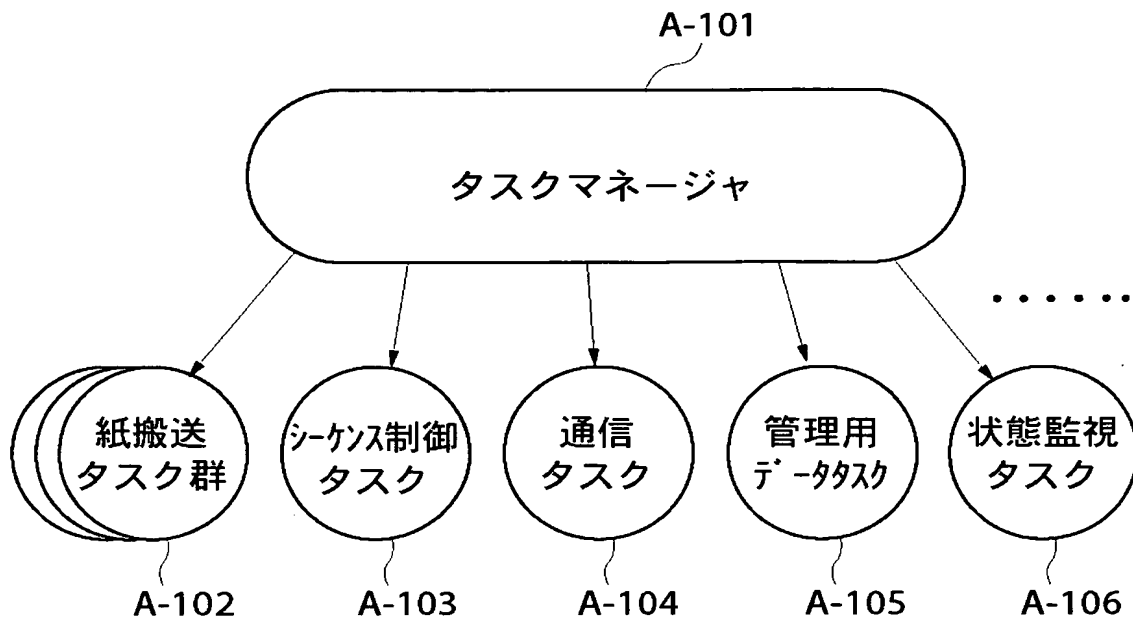 A-101
タスクマネージャ
・・・・・・
紙搬送
タスク群
シーケンス制御
タスク
通信
タスク
管理用
データタスク
状態監視
タスク
A-102
A-103
A-104
A-105
A-106